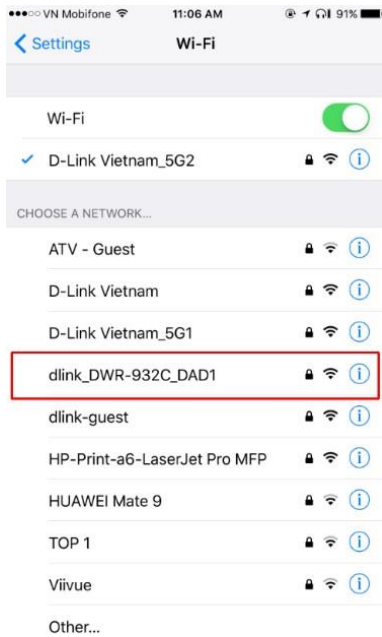 VN Mobifone 11:06 AM 91%
Settings Wi-Fi
Wi-Fi
D-Link Vietnam_5G2
CHOOSE A NETWORK...
ATV - Guest
D-Link Vietnam
D-Link Vietnam_5G1
dlink_DWR-932C_DAD1
dlink-guest
HP-Print-a6-LaserJet Pro MFP
HUAWEI Mate 9
TOP 1
Viivue
Other...